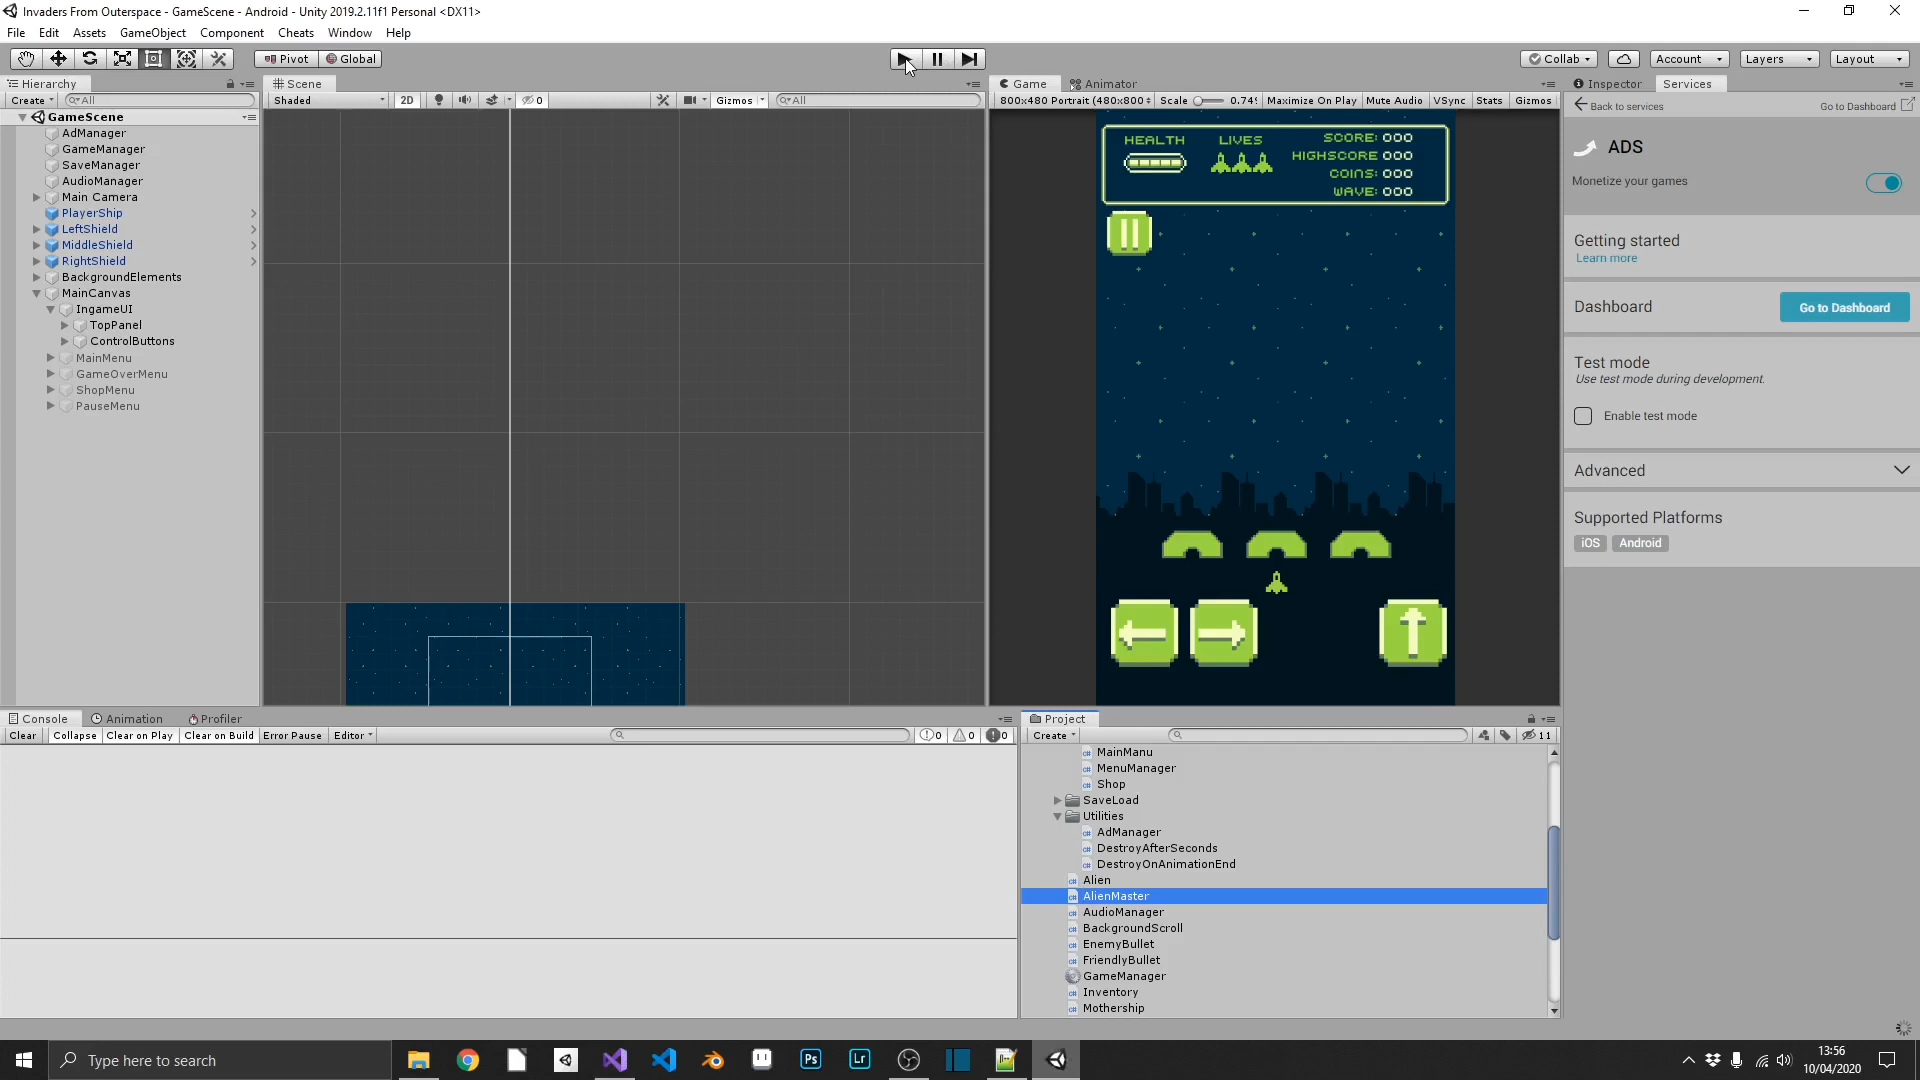 Invaders From Outerspace - GameScene - Android - Unity 2019.2.11f1 Personal <DX11>
File Edit Assets GameObject Component Cheats Window Help
Pivot Global Collab Account Layers Layout
Hierarchy
Create All
GameScene
AdManager
GameManager
SaveManager
AudioManager
Main Camera
PlayerShip
LeftShield
MiddleShield
RightShield
BackgroundElements
MainCanvas
IngameUI
TopPanel
ControlButtons
MainMenu
GameOverMenu
ShopMenu
PauseMenu
Scene
Shaded 2D 0 Gizmos All
Game Animator
800x480 Portrait (480x800 Scale 0.74 Maximize On Play Mute Audio VSync Stats Gizmos
HEALTH LIVES
SCORE: 000
HIGHSCORE 000
COINS: 000
WAVE: 000
Inspector Services
Back to services Go to Dashboard
ADS
Monetize your games
Getting started
Learn more
Dashboard Go to Dashboard
Test mode
Use test mode during development.
Enable test mode
Advanced
Supported Platforms
iOS Android
Console Animation Profiler
Clear Collapse Clear on Play Clear on Build Error Pause Editor 0 0 0
Project
Create 11
MainManu
MenuManager
Shop
SaveLoad
Utilities
AdManager
DestroyAfterSeconds
DestroyOnAnimationEnd
Alien
AlienMaster
AudioManager
BackgroundScroll
EnemyBullet
FriendlyBullet
GameManager
Inventory
Mothership
Type here to search
Ps Lr
13:56
10/04/2020